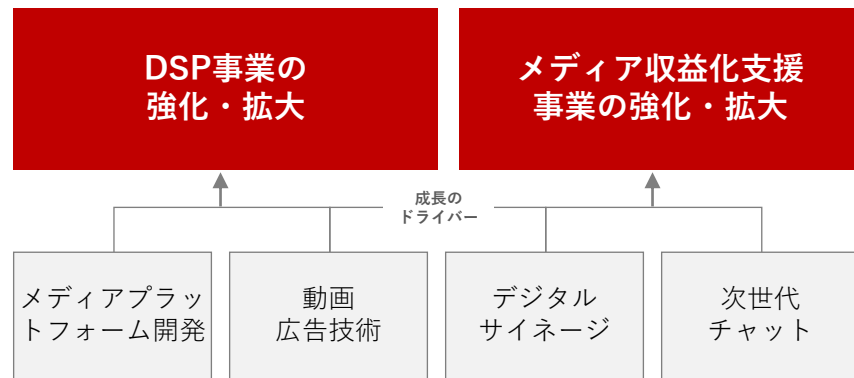 DSP事業の
強化・拡大
メディア収益化支援
事業の強化・拡大
成長の
ドライバー
メディアプラッ
トフォーム開発
動画
広告技術
デジタル
サイネージ
次世代
チャット